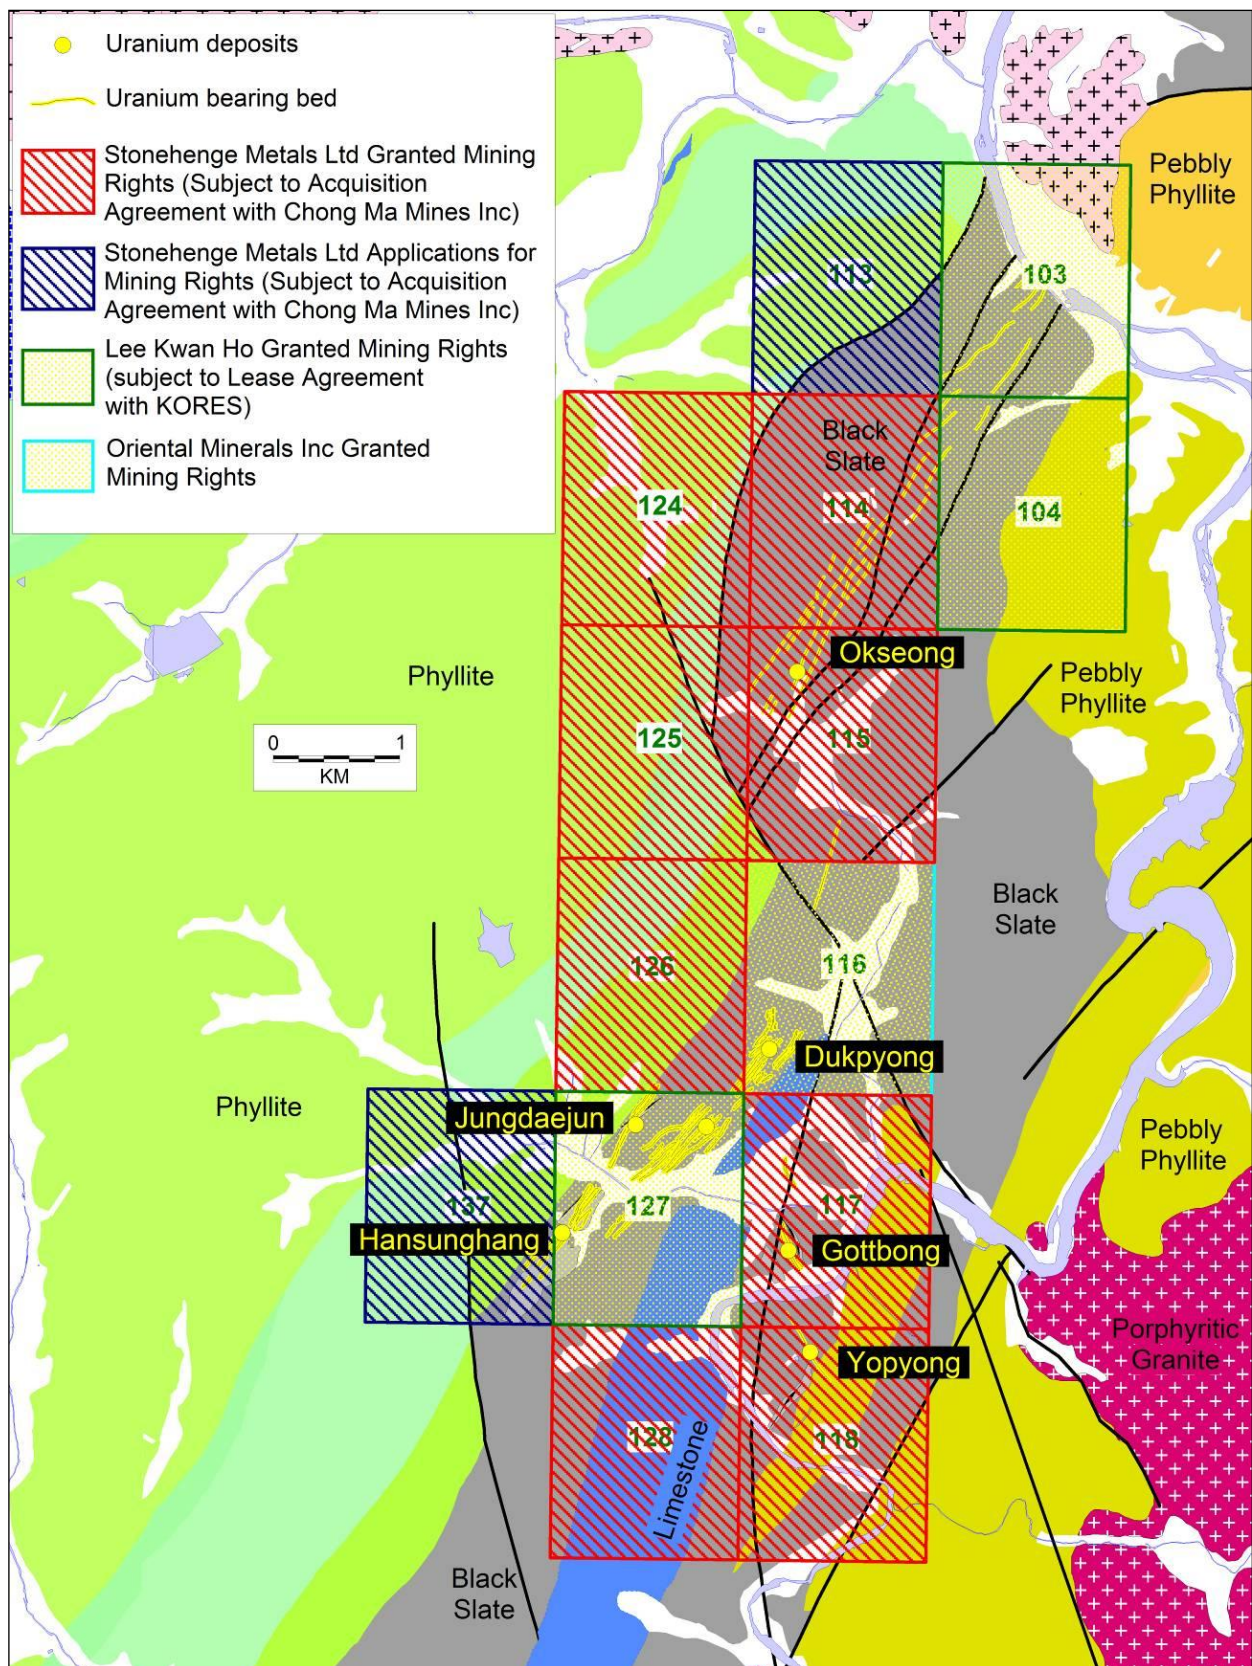 Uranium deposits
Uranium bearing bed
Stonehenge Metals Ltd Granted Mining
Rights (Subject to Acquisition
Agreement with Chong Ma Mines Inc)
Stonehenge Metals Ltd Applications for
Mining Rights (Subject to Acquisition
Agreement with Chong Ma Mines Inc)
Lee Kwan Ho Granted Mining Rights
(subject to Lease Agreement
with KORES)
Oriental Minerals Inc Granted
Mining Rights
Pebbly
Phyllite
113
103
Black
Slate
124
114
104
Okseong
Phyllite
Pebbly
Phyllite
125
115
0 1
KM
Black
Slate
126
116
Dukpyong
Phyllite
Jungdaejun
Pebbly
Phyllite
137
127
117
Hansunghang
Gottbong
Porphyritic
Granite
Yopyong
128
118
Limestone
Black
Slate